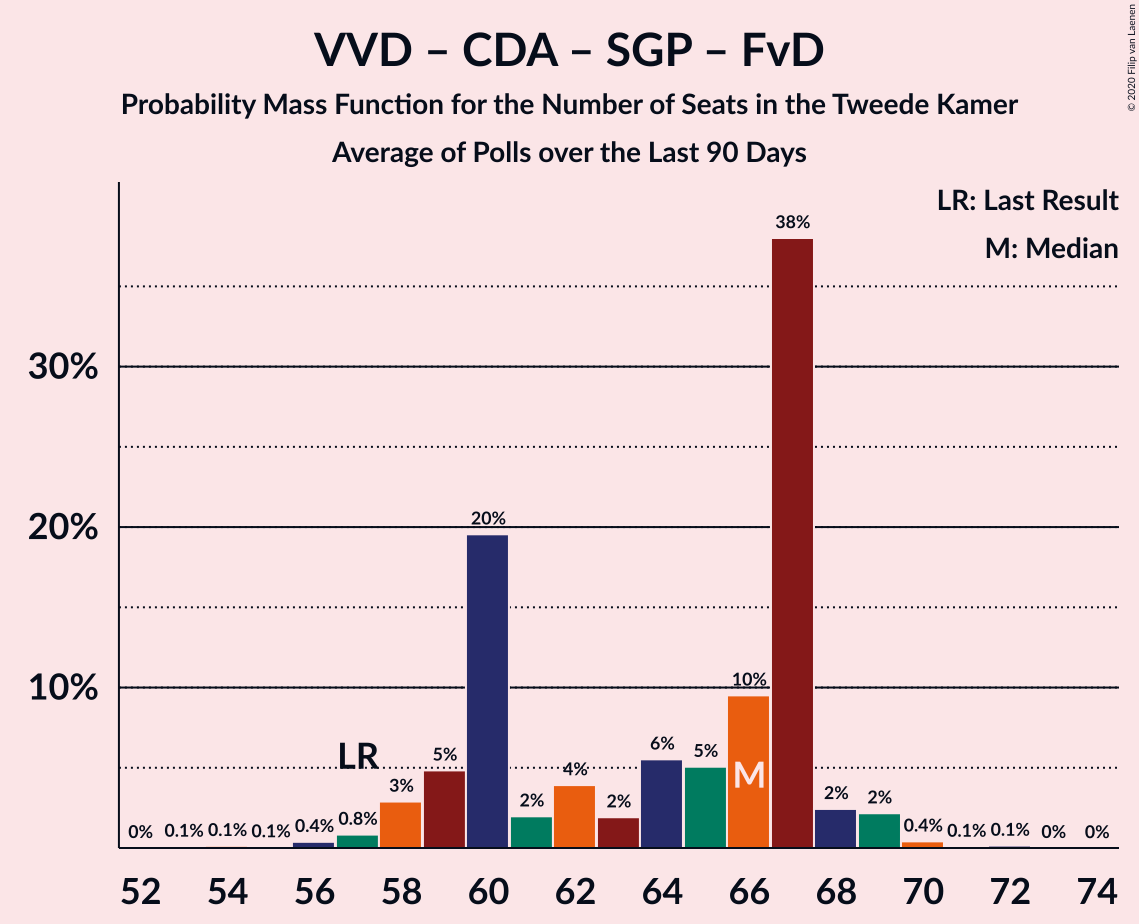 VVD – CDA – SGP – FvD
Probability Mass Function for the Number of Seats in the Tweede Kamer
Average of Polls over the Last 90 Days
© 2020 Filip van Laenen
LR: Last Result
M: Median
38%
30%
20%
20%
10%
10%
LR
M
0%
0.1%
0.1%
0.1%
0.4%
0.8%
3%
5%
2%
4%
2%
6%
5%
2%
2%
0.4%
0.1%
0.1%
0%
0%
52 54 56 58 60 62 64 66 68 70 72 74